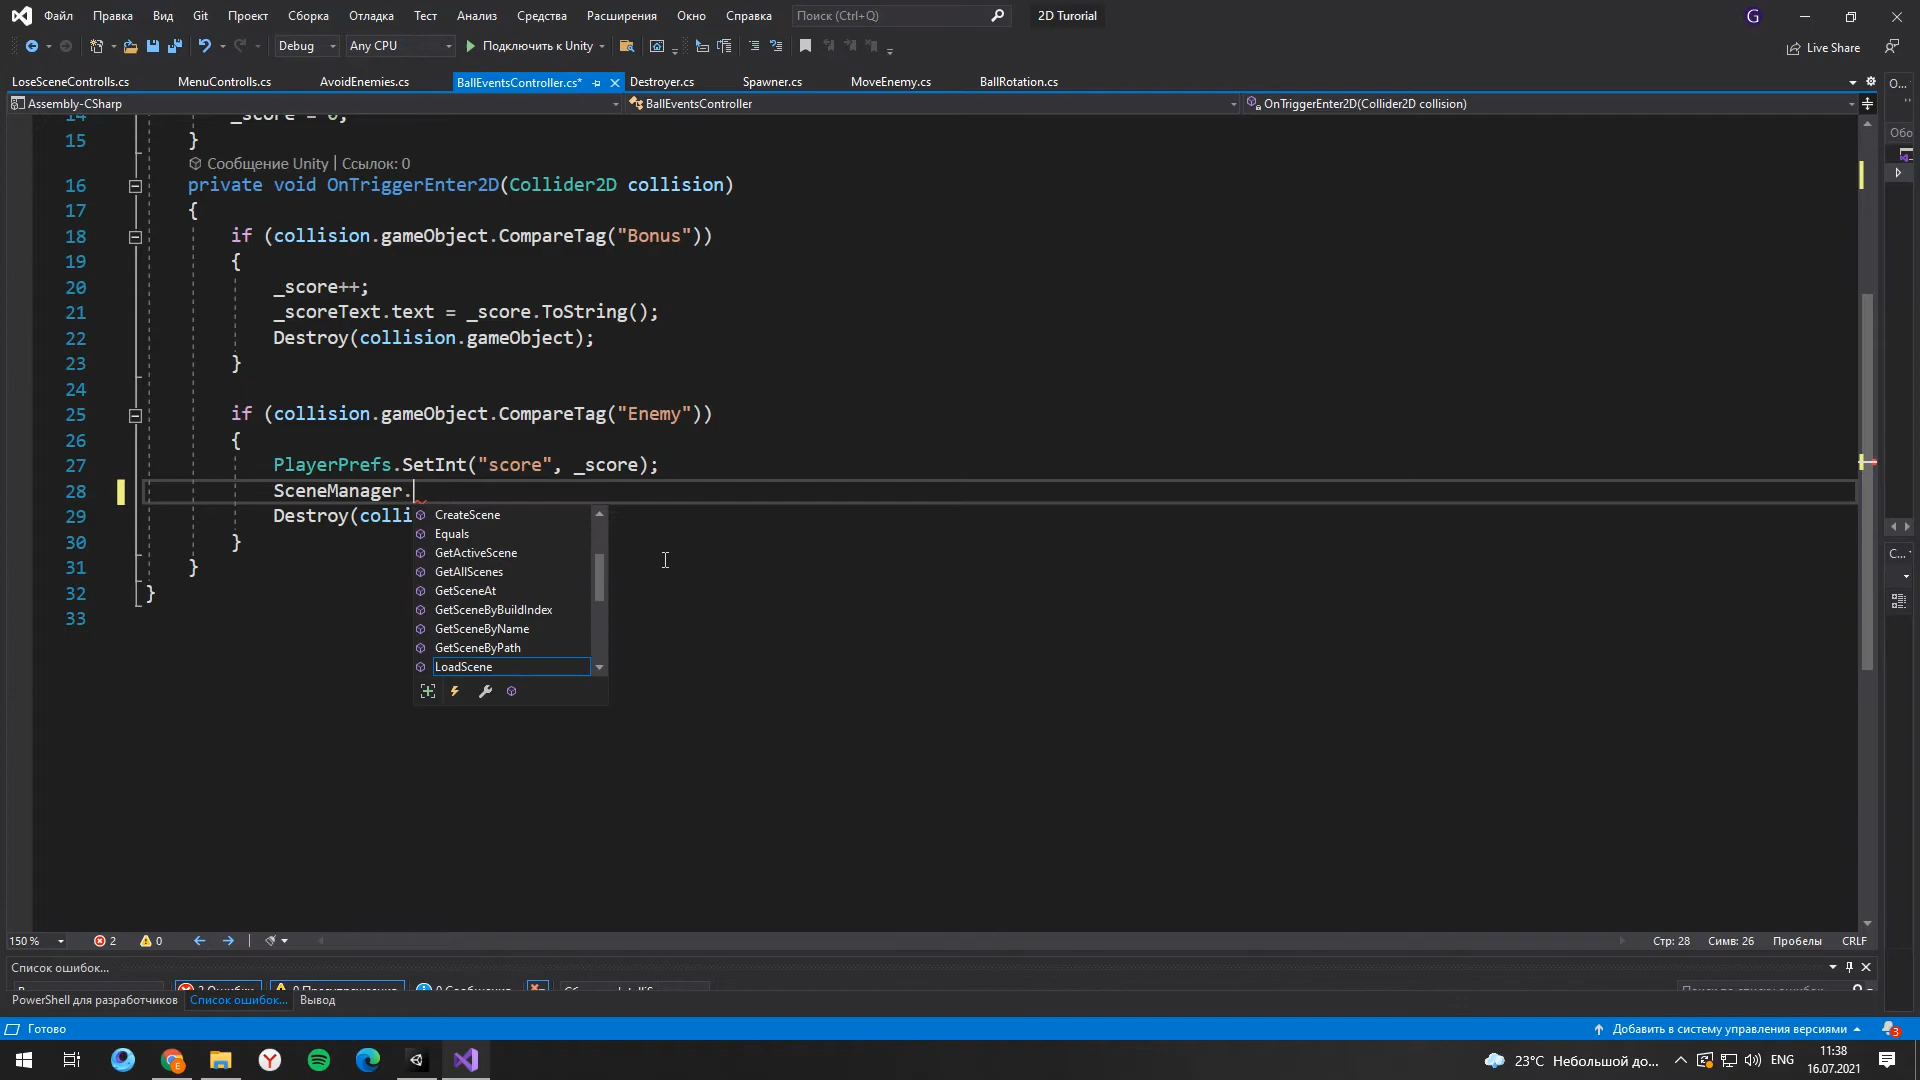 Файл Правка Вид Git Проект Сборка Отладка Тест Анализ Средства Расширения Окно Справка Поиск (Ctrl+Q) 2D Turorial G
Debug Any CPU Подключить к Unity Live Share
LoseSceneControlls.cs MenuControlls.cs AvoidEnemies.cs BallEventsController.cs* Destroyer.cs Spawner.cs MoveEnemy.cs BallRotation.cs
Assembly-CSharp BallEventsController OnTriggerEnter2D(Collider2D collision)
14 _score = 0;
15 }
Сообщение Unity | Ссылок: 0
16 private void OnTriggerEnter2D(Collider2D collision)
17 {
18 if (collision.gameObject.CompareTag("Bonus"))
19 {
20 _score++;
21 _scoreText.text = _score.ToString();
22 Destroy(collision.gameObject);
23 }
24
25 if (collision.gameObject.CompareTag("Enemy"))
26 {
27 PlayerPrefs.SetInt("score", _score);
28 SceneManager.
29 Destroy(colli
30 }
31 }
32 }
33
CreateScene
Equals
GetActiveScene
GetAllScenes
GetSceneAt
GetSceneByBuildIndex
GetSceneByName
GetSceneByPath
LoadScene
О...
Обо
С...
150 % 2 0 Стр: 28 Симв: 26 Пробелы CRLF
Список ошибок...
PowerShell для разработчиков Список ошибок... Вывод
Готово Добавить в систему управления версиями 3
23°C Небольшой до... ENG 11:38
16.07.2021